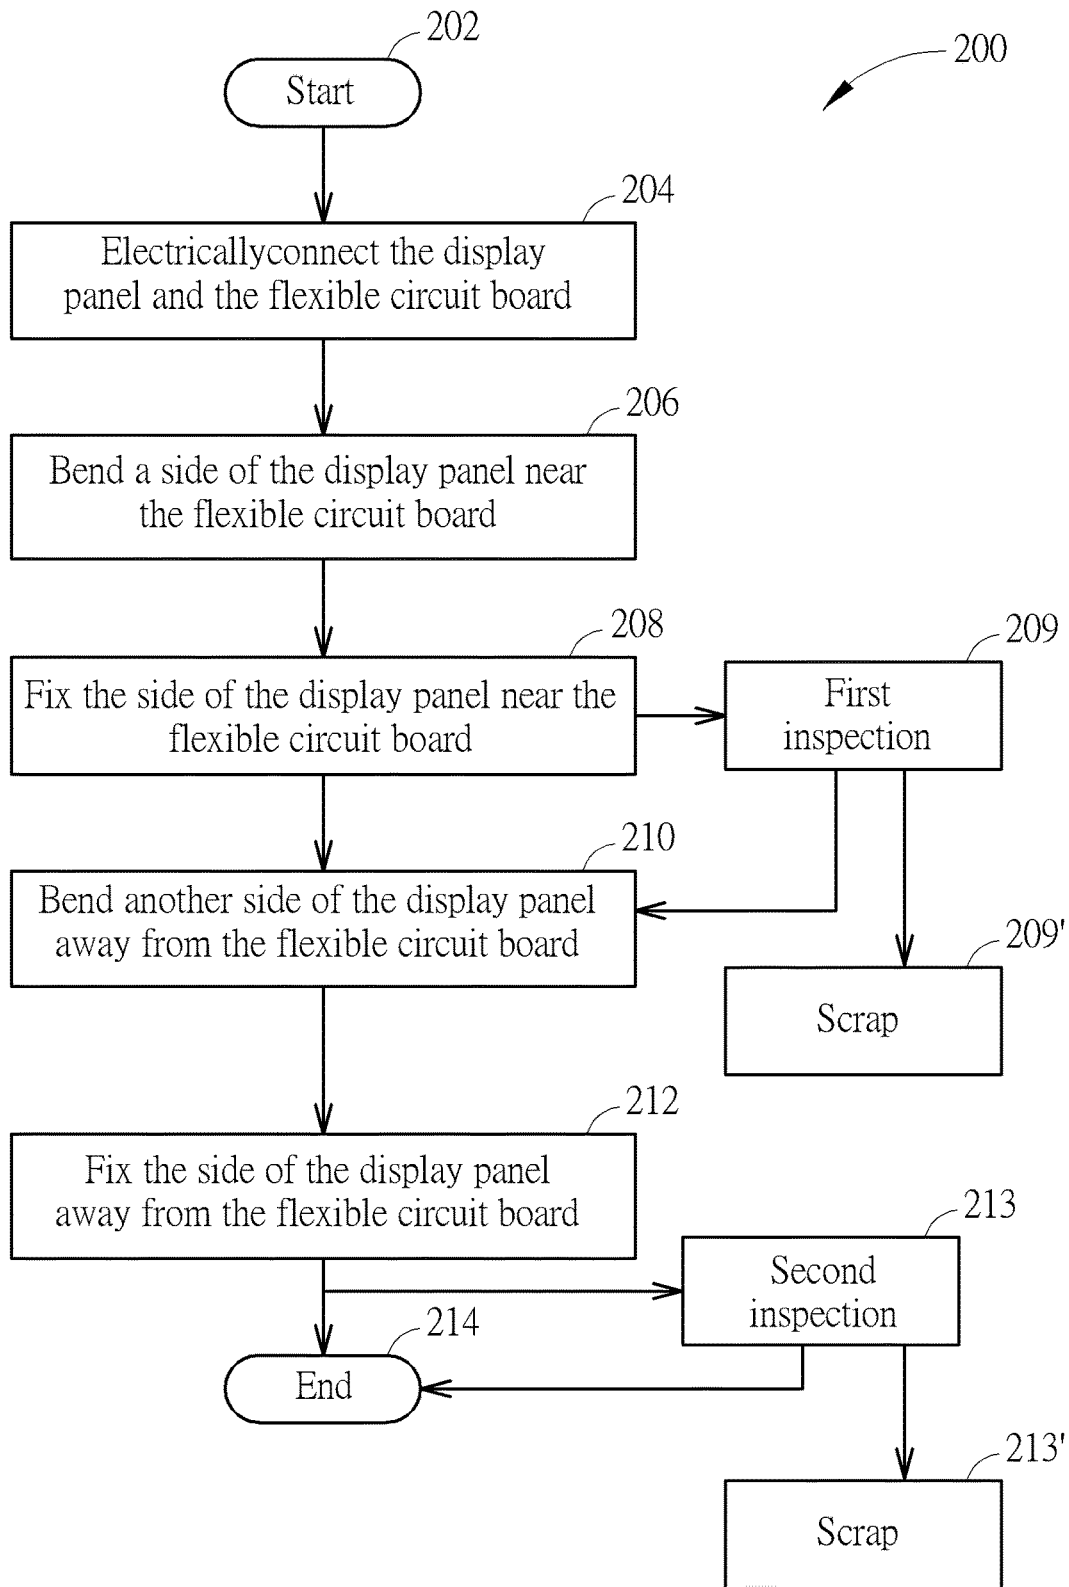 202
200
Start
204
Electricallyconnect the display
panel and the flexible circuit board
206
Bend a side of the display panel near
the flexible circuit board
208
209
Fix the side of the display panel near the
flexible circuit board
First
inspection
210
Bend another side of the display panel
away from the flexible circuit board
209'
Scrap
212
Fix the side of the display panel
away from the flexible circuit board
213
Second
inspection
214
End
213'
Scrap